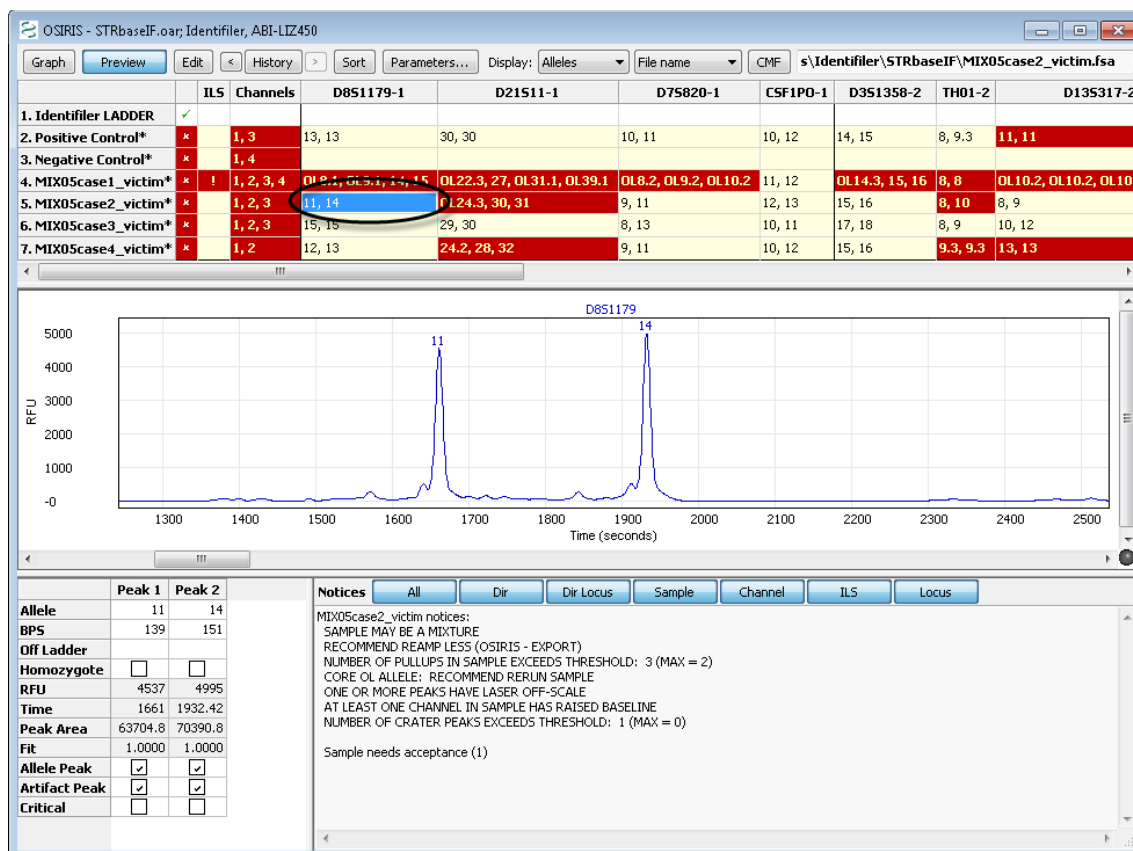 OSIRIS - STRbaseIF.oar; Identifiler, ABI-LIZ450
Graph Preview Edit < History > Sort Parameters... Display: Alleles File name CMF s\Identifiler\STRbaseIF\MIX05case2_victim.fsa
ILS Channels D8S1179-1 D21S11-1 D7S820-1 CSF1PO-1 D3S1358-2 TH01-2 D13S317-2
1. Identifiler LADDER
2. Positive Control* 1, 3 13, 13 30, 30 10, 11 10, 12 14, 15 8, 9.3 11, 11
3. Negative Control* 1, 4
4. MIX05case1_victim* ! 1, 2, 3, 4 14, 15 OL22.3, 27, OL31.1, OL39.1 OL8.2, OL9.2, OL10.2 11, 12 OL14.3, 15, 16 8, 8 OL10.2, OL10.2, OL10
5. MIX05case2_victim* 1, 2, 3 11, 14 OL24.3, 30, 31 9, 11 12, 13 15, 16 8, 10 8, 9
6. MIX05case3_victim* 1, 2, 3 15, 15 29, 30 8, 13 10, 11 17, 18 8, 9 10, 12
7. MIX05case4_victim* 1, 2 12, 13 24.2, 28, 32 9, 11 10, 12 15, 16 9.3, 9.3 13, 13
D8S1179
11 14
RFU
5000
4000
3000
2000
1000
-0
1300 1400 1500 1600 1700 1800 1900 2000 2100 2200 2300 2400 2500
Time (seconds)
Peak 1 Peak 2
Allele 11 14
BPS 139 151
Off Ladder
Homozygote
RFU 4537 4995
Time 1661 1932.42
Peak Area 63704.8 70390.8
Fit 1.0000 1.0000
Allele Peak
Artifact Peak
Critical
Notices All Dir Dir Locus Sample Channel ILS Locus
MIX05case2_victim notices:
SAMPLE MAY BE A MIXTURE
RECOMMEND REAMP LESS (OSIRIS - EXPORT)
NUMBER OF PULLUPS IN SAMPLE EXCEEDS THRESHOLD: 3 (MAX = 2)
CORE OL ALLELE: RECOMMEND RERUN SAMPLE
ONE OR MORE PEAKS HAVE LASER OFF-SCALE
AT LEAST ONE CHANNEL IN SAMPLE HAS RAISED BASELINE
NUMBER OF CRATER PEAKS EXCEEDS THRESHOLD: 1 (MAX = 0)
Sample needs acceptance (1)